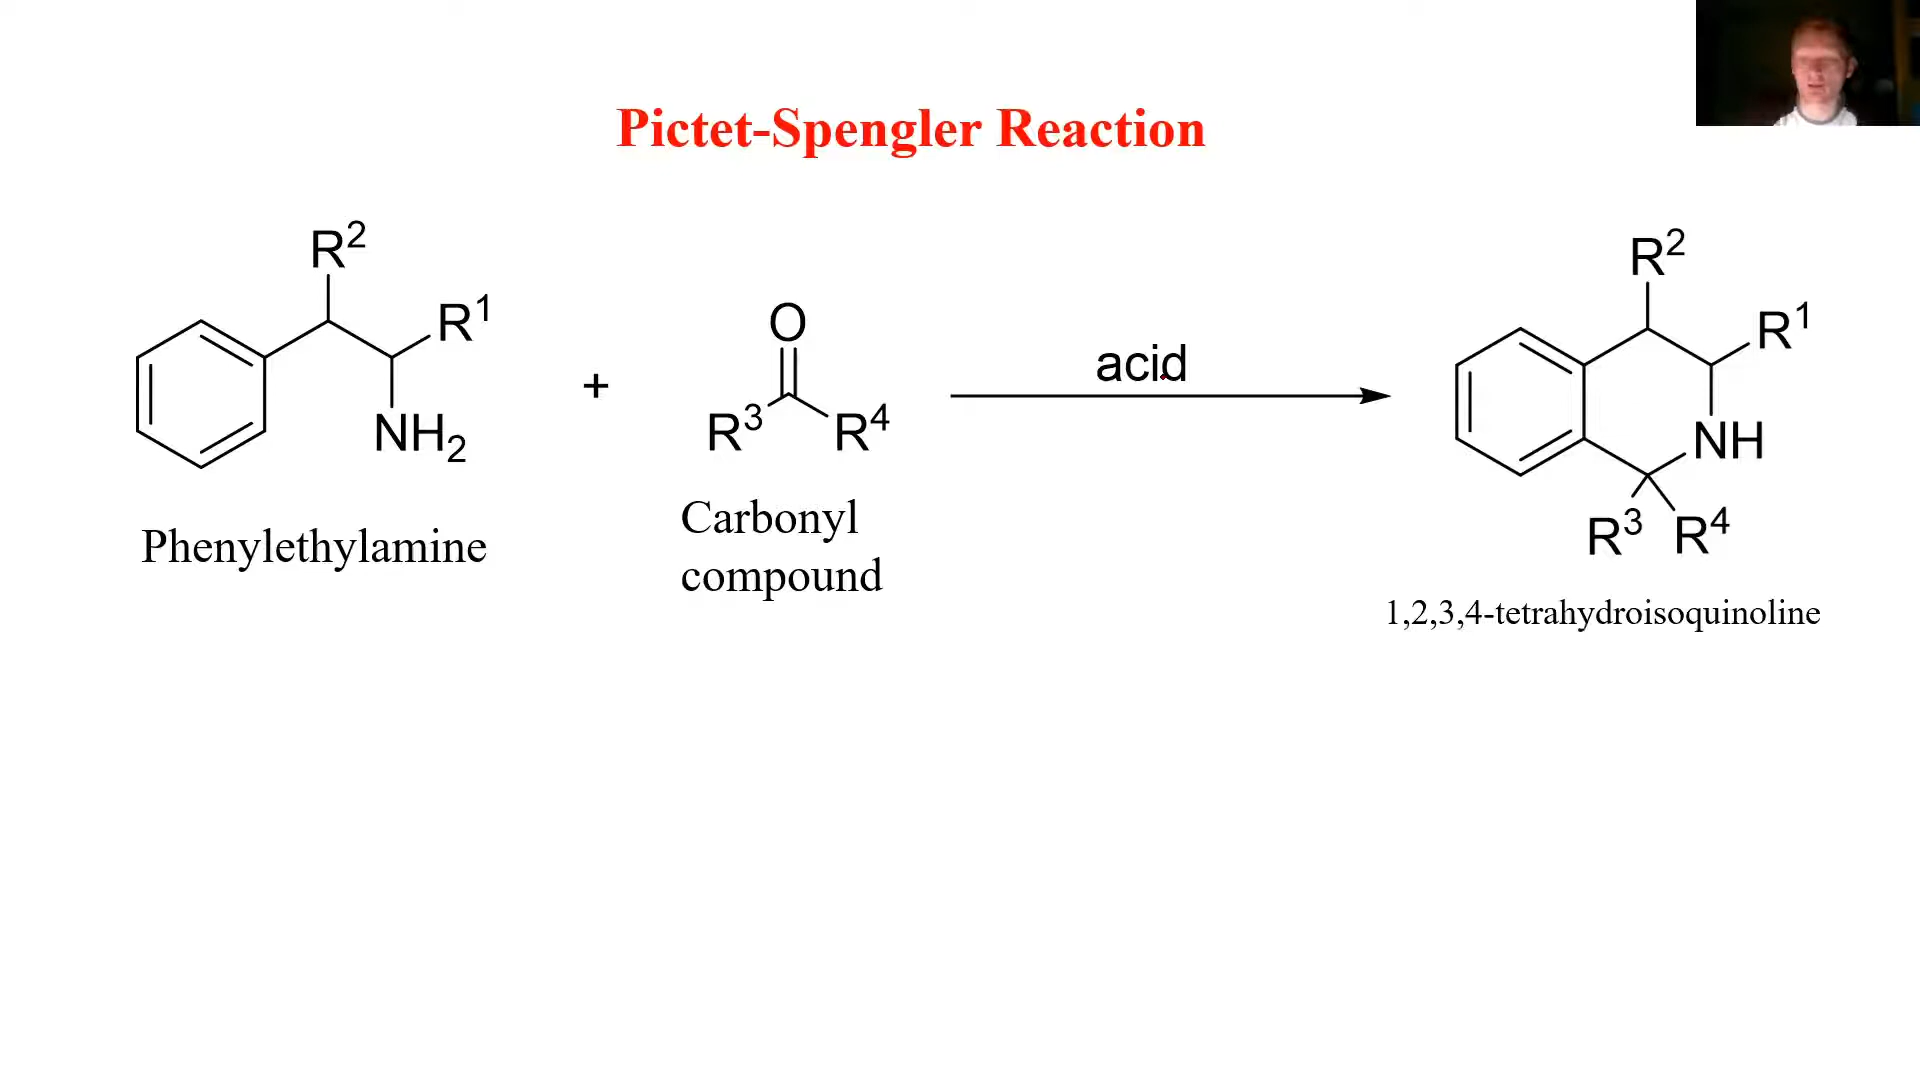 Pictet-Spengler Reaction
R²
R¹
NH₂
+
O
R³ R⁴
acid
R²
R¹
NH
R³ R⁴
Phenylethylamine
Carbonyl
compound
1,2,3,4-tetrahydroisoquinoline